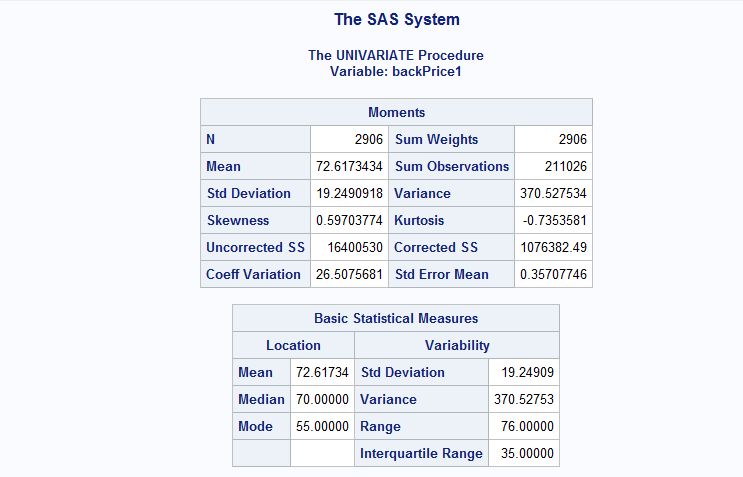 The SAS System
The UNIVARIATE Procedure
Variable: backPrice1
Moments
N 2906 Sum Weights 2906
Mean 72.6173434 Sum Observations 211026
Std Deviation 19.2490918 Variance 370.527534
Skewness 0.59703774 Kurtosis -0.7353581
Uncorrected SS 16400530 Corrected SS 1076382.49
Coeff Variation 26.5075681 Std Error Mean 0.35707746
Basic Statistical Measures
Location Variability
Mean 72.61734 Std Deviation 19.24909
Median 70.00000 Variance 370.52753
Mode 55.00000 Range 76.00000
Interquartile Range 35.00000